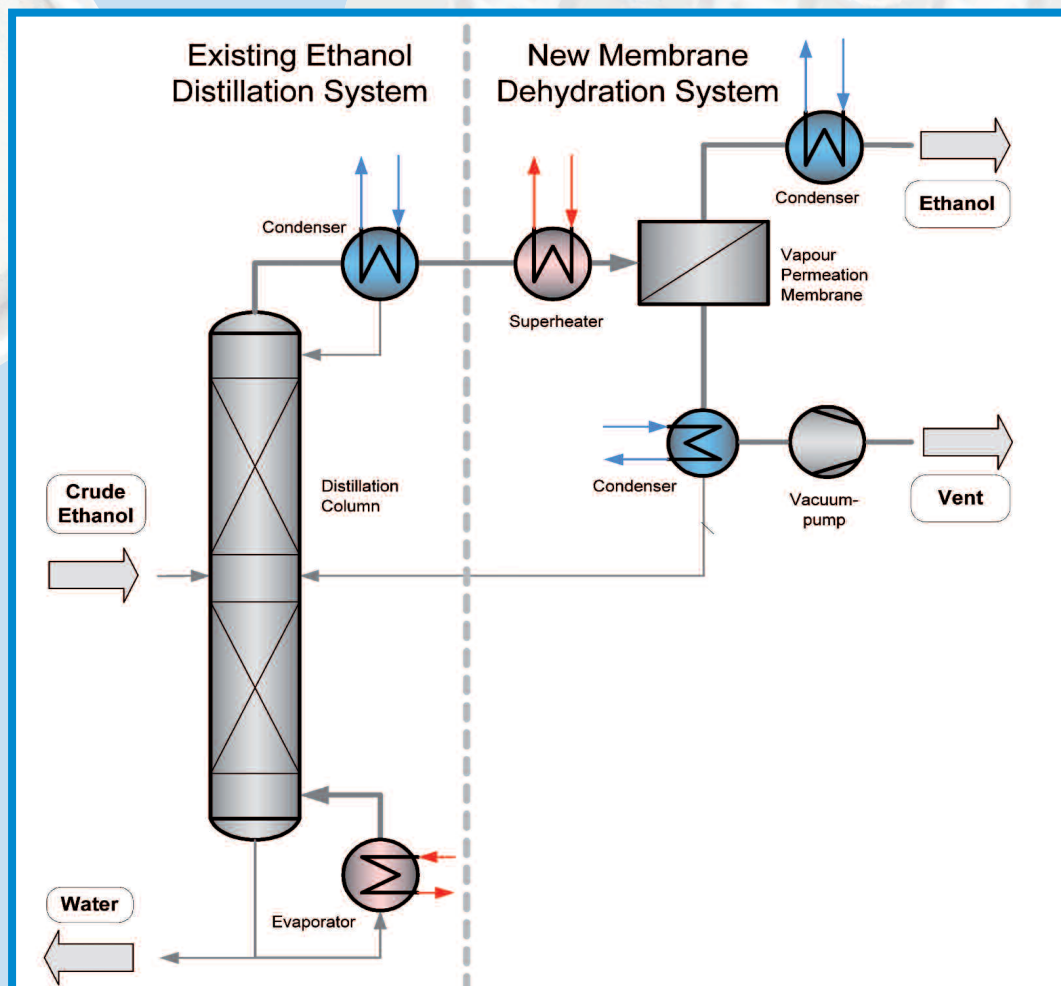 Existing Ethanol
Distillation System
New Membrane
Dehydration System
Condenser
Ethanol
Condenser
Vapour
Permeation
Membrane
Superheater
Crude
Ethanol
Distillation
Column
Condenser
Vacuum-
pump
Vent
Water
Evaporator